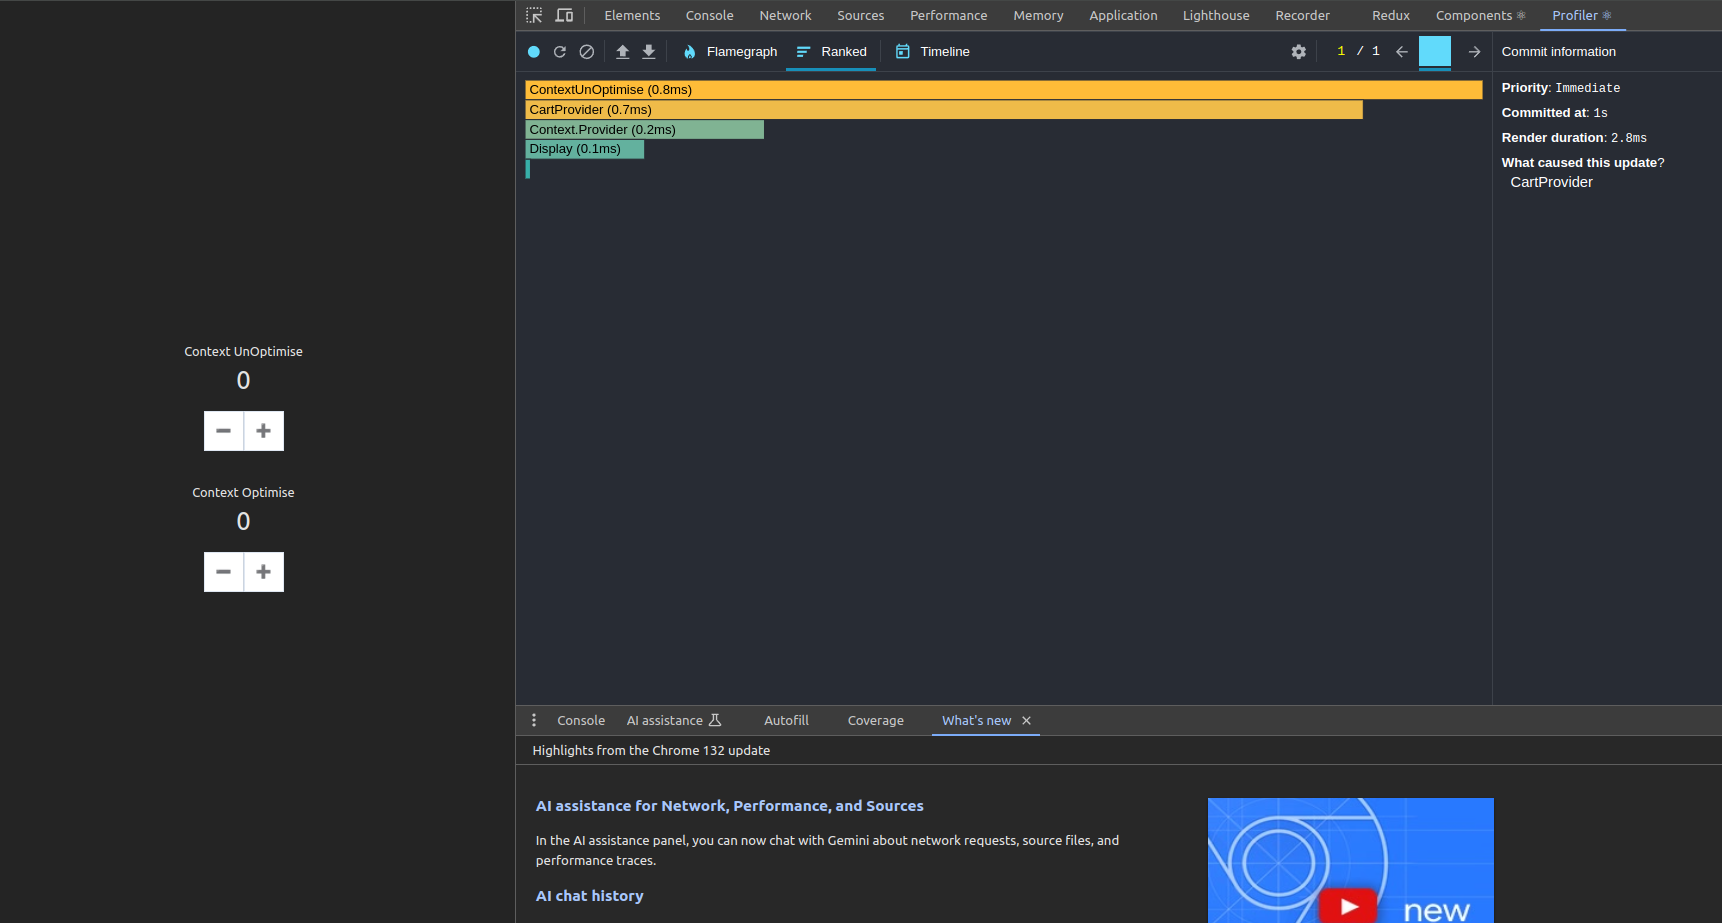 Elements Console Network Sources Performance Memory Application Lighthouse Recorder Redux Components ⚛ Profiler ⚛
Flamegraph Ranked Timeline 1 / 1 Commit information
ContextUnOptimise (0.8ms)
CartProvider (0.7ms)
Context.Provider (0.2ms)
Display (0.1ms)
Priority: Immediate
Committed at: 1s
Render duration: 2.8ms
What caused this update?
CartProvider
Context UnOptimise
0
− +
Context Optimise
0
− +
Console AI assistance Autofill Coverage What's new ×
Highlights from the Chrome 132 update
AI assistance for Network, Performance, and Sources
In the AI assistance panel, you can now chat with Gemini about network requests, source files, and
performance traces.
AI chat history
new